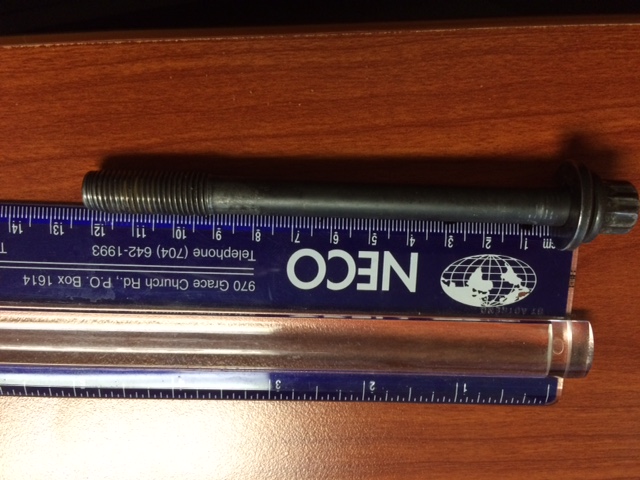 1 2 3
NECO
970 Grace Church Rd., P.O. Box 1614
Telephone (704) 642-1993
cm 1 2 3 4 5 6 7 8 9 10 11 12 13 14